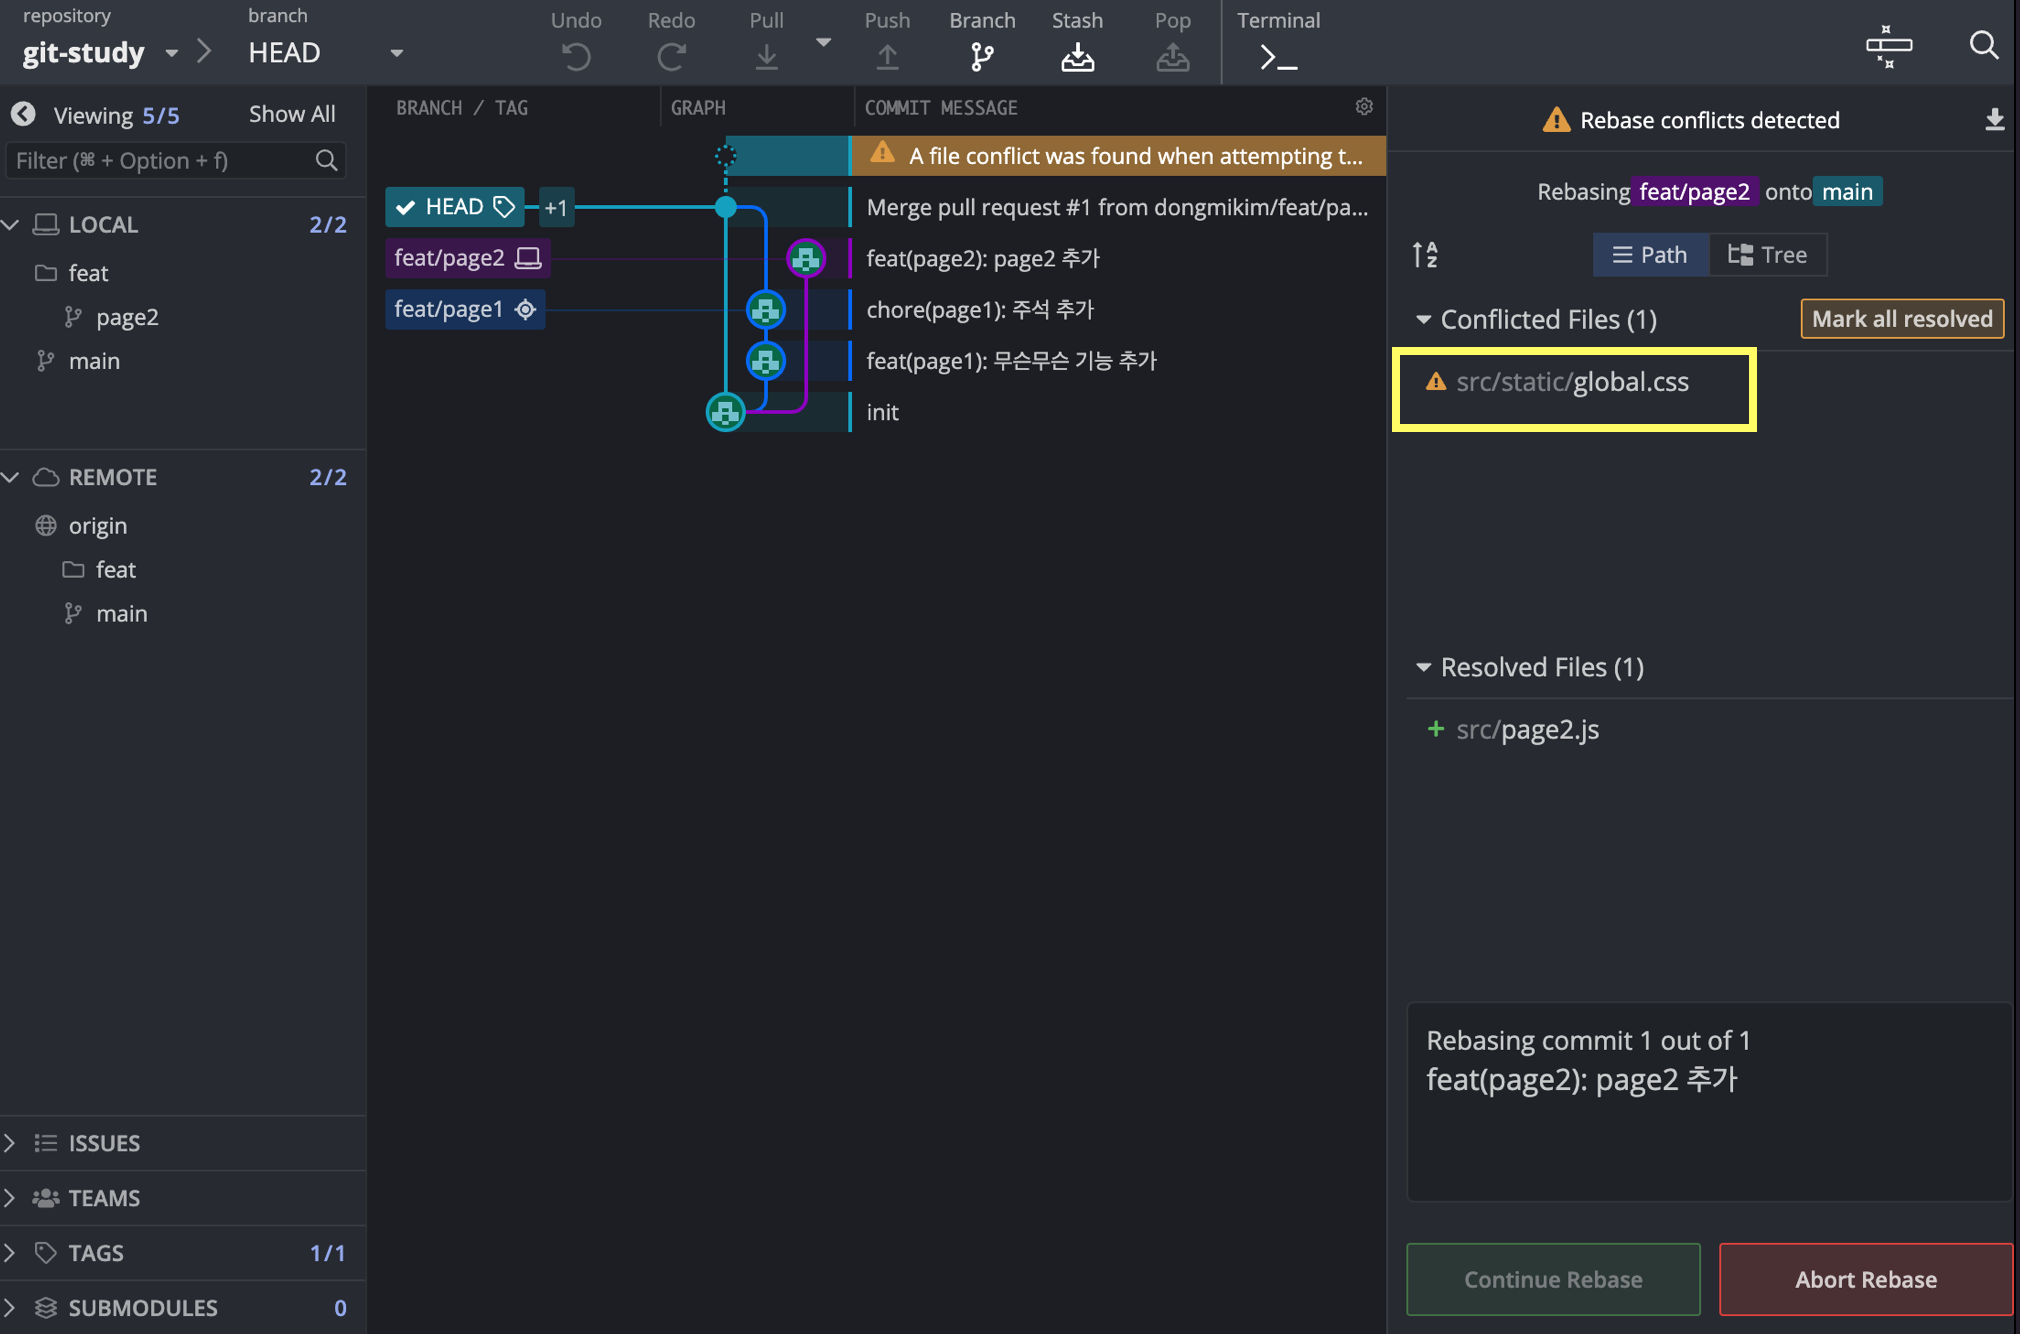 repository
git-study
branch
HEAD
Undo
Redo
Pull
Push
Branch
Stash
Pop
Terminal
Viewing 5/5
Show All
Filter (⌘ + Option + f)
LOCAL 2/2
feat
page2
main
REMOTE 2/2
origin
feat
main
ISSUES
TEAMS
TAGS 1/1
SUBMODULES 0
BRANCH / TAG
GRAPH
COMMIT MESSAGE
A file conflict was found when attempting t...
HEAD +1
Merge pull request #1 from dongmikim/feat/pa...
feat/page2
feat(page2): page2 추가
feat/page1
chore(page1): 주석 추가
feat(page1): 무슨무슨 기능 추가
init
Rebase conflicts detected
Rebasing feat/page2 onto main
A
Z
Path
Tree
Conflicted Files (1)
Mark all resolved
src/static/global.css
Resolved Files (1)
+ src/page2.js
Rebasing commit 1 out of 1
feat(page2): page2 추가
Continue Rebase
Abort Rebase